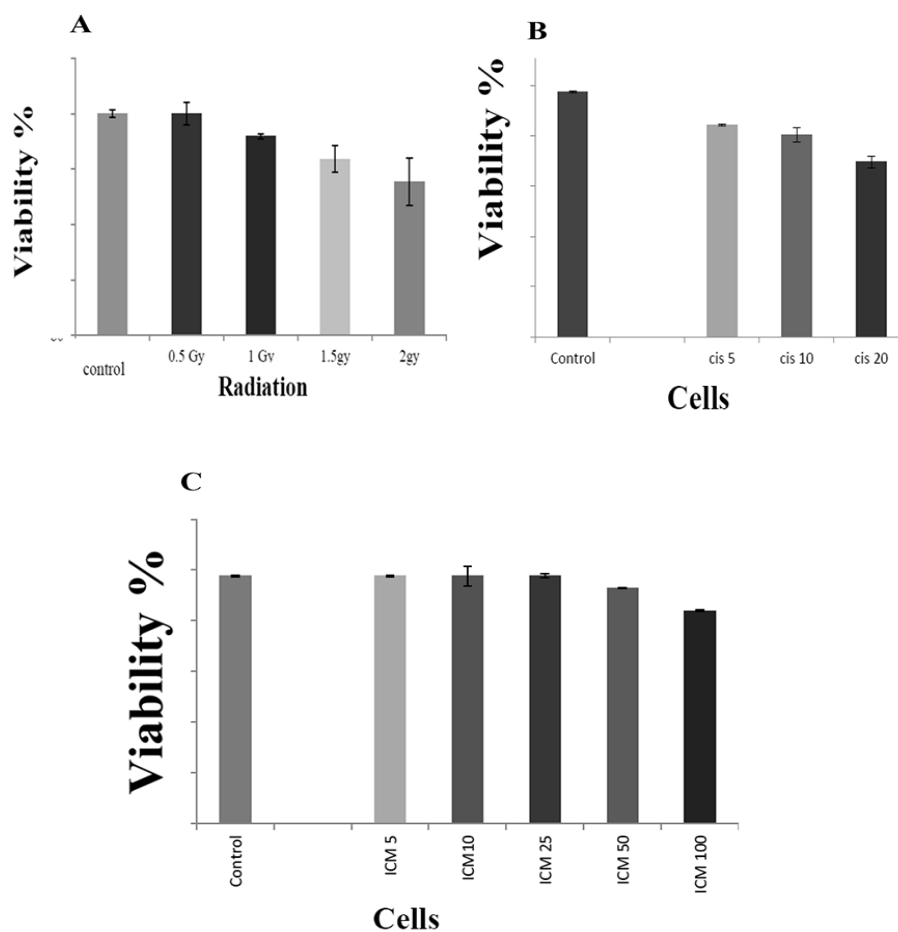 A
Viability %
control 0.5 Gy 1 Gy 1.5gy 2gy
Radiation
B
Viability %
Control cis 5 cis 10 cis 20
Cells
C
Viability %
Control ICM 5 ICM10 ICM 25 ICM 50 ICM 100
Cells